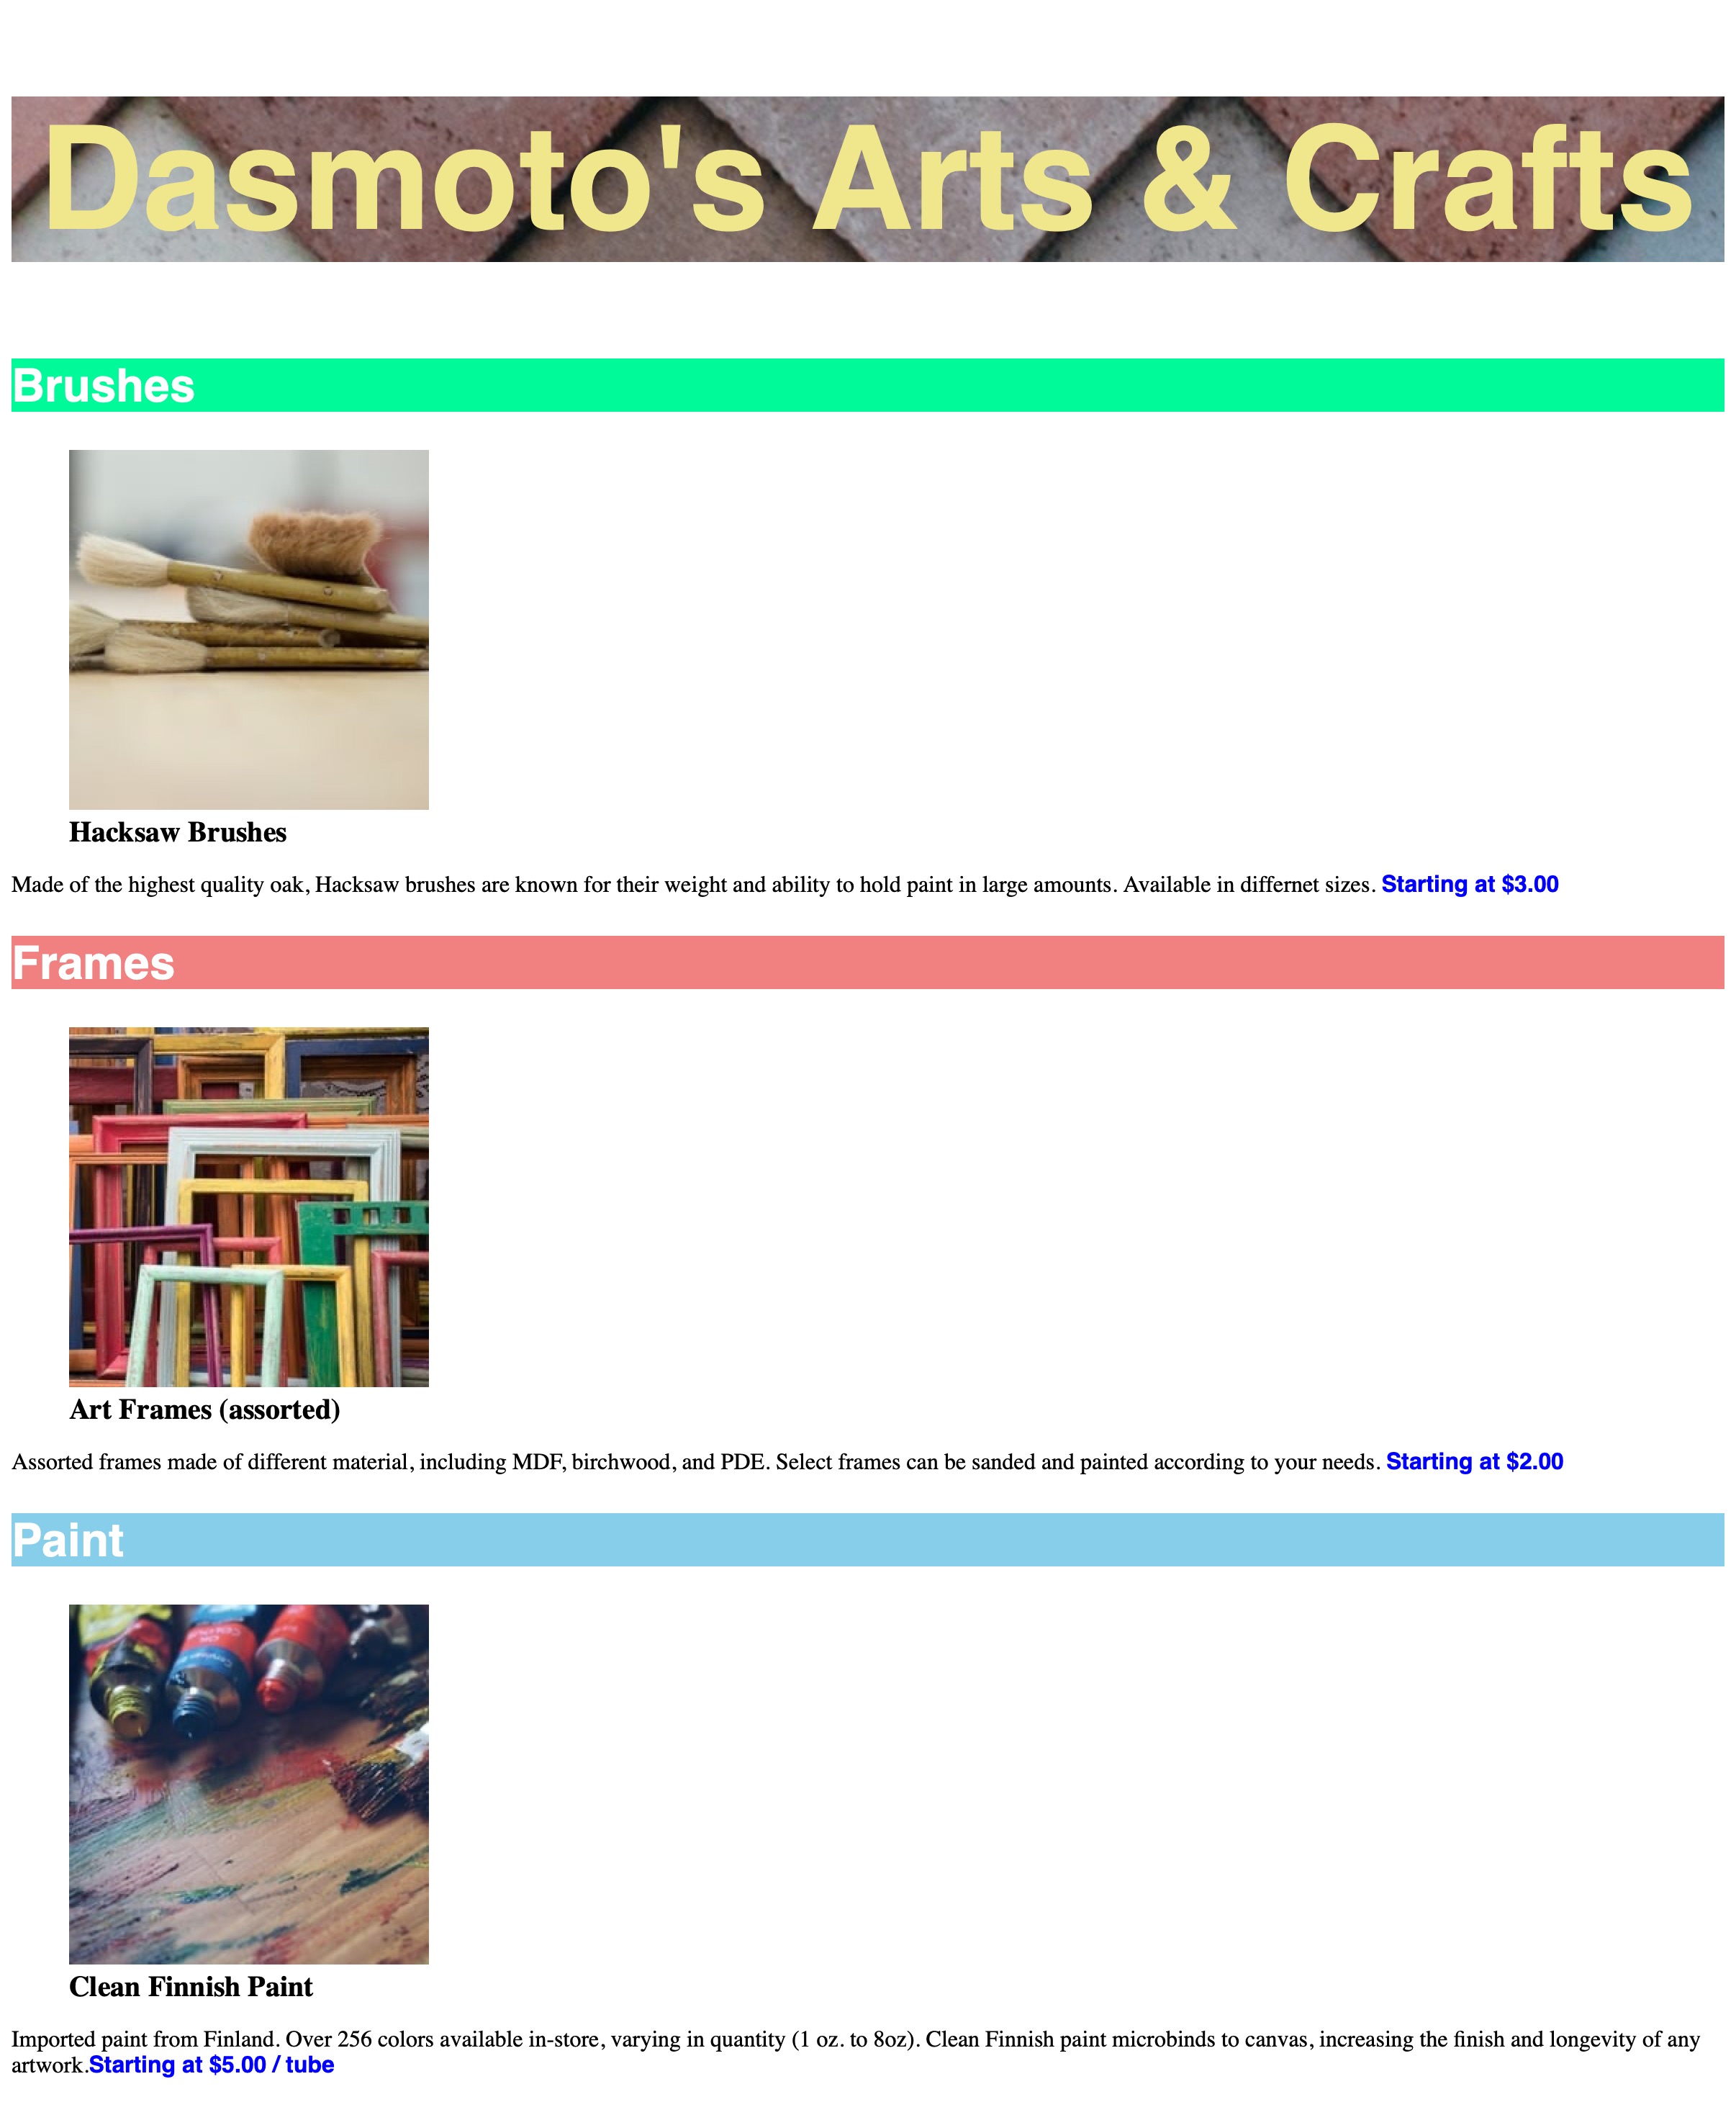 Dasmoto's Arts & Crafts
Brushes
Hacksaw Brushes
Made of the highest quality oak, Hacksaw brushes are known for their weight and ability to hold paint in large amounts. Available in differnet sizes. Starting at $3.00
Frames
Art Frames (assorted)
Assorted frames made of different material, including MDF, birchwood, and PDE. Select frames can be sanded and painted according to your needs. Starting at $2.00
Paint
Clean Finnish Paint
Imported paint from Finland. Over 256 colors available in-store, varying in quantity (1 oz. to 8oz). Clean Finnish paint microbinds to canvas, increasing the finish and longevity of any
artwork.Starting at $5.00 / tube